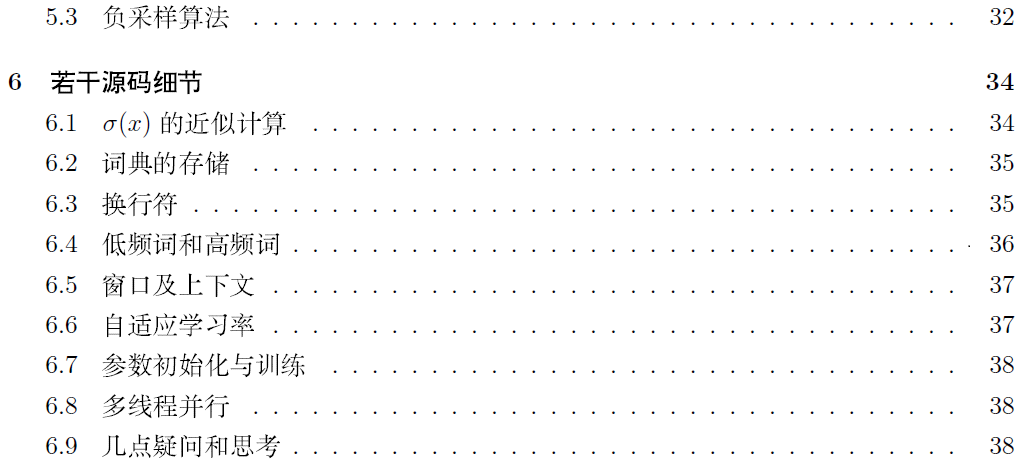 5.3 负采样算法 . . . . . . . . . . . . . . . . . . . . . . . . . . . . . . . . . . . . 32
6 若干源码细节 34
6.1 σ(x) 的近似计算 . . . . . . . . . . . . . . . . . . . . . . . . . . . . . . . . . 34
6.2 词典的存储 . . . . . . . . . . . . . . . . . . . . . . . . . . . . . . . . . . . . 35
6.3 换行符 . . . . . . . . . . . . . . . . . . . . . . . . . . . . . . . . . . . . . . . 35
6.4 低频词和高频词 . . . . . . . . . . . . . . . . . . . . . . . . . . . . . . . . . . 36
6.5 窗口及上下文 . . . . . . . . . . . . . . . . . . . . . . . . . . . . . . . . . . . 37
6.6 自适应学习率 . . . . . . . . . . . . . . . . . . . . . . . . . . . . . . . . . . . 37
6.7 参数初始化与训练 . . . . . . . . . . . . . . . . . . . . . . . . . . . . . . . . 38
6.8 多线程并行 . . . . . . . . . . . . . . . . . . . . . . . . . . . . . . . . . . . . 38
6.9 几点疑问和思考 . . . . . . . . . . . . . . . . . . . . . . . . . . . . . . . . . . 38